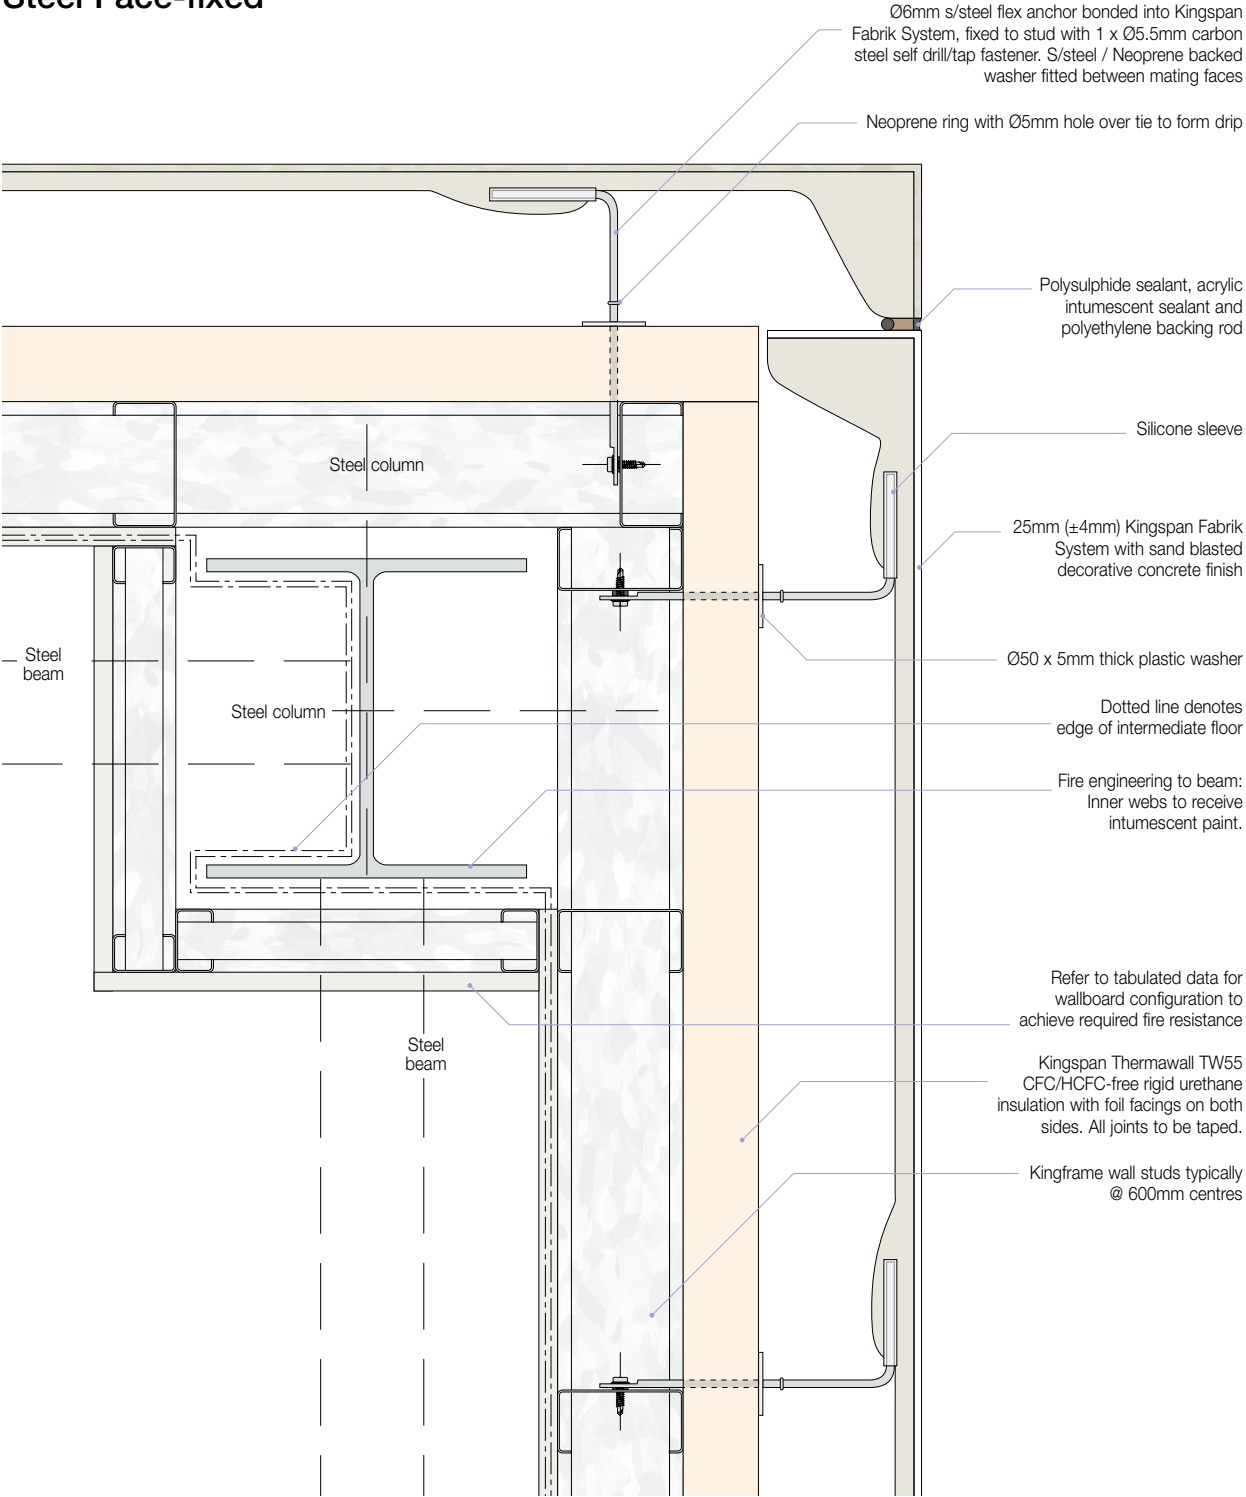 Steel Face-fixed
Ø6mm s/steel flex anchor bonded into Kingspan
Fabrik System, fixed to stud with 1 x Ø5.5mm carbon
steel self drill/tap fastener. S/steel / Neoprene backed
washer fitted between mating faces
Neoprene ring with Ø5mm hole over tie to form drip
Polysulphide sealant, acrylic
intumescent sealant and
polyethylene backing rod
Silicone sleeve
Steel column
25mm (±4mm) Kingspan Fabrik
System with sand blasted
decorative concrete finish
Steel
beam
Ø50 x 5mm thick plastic washer
Steel column
Dotted line denotes
edge of intermediate floor
Fire engineering to beam:
Inner webs to receive
intumescent paint.
Refer to tabulated data for
wallboard configuration to
achieve required fire resistance
Steel
beam
Kingspan Thermawall TW55
CFC/HCFC-free rigid urethane
insulation with foil facings on both
sides. All joints to be taped.
Kingframe wall studs typically
@ 600mm centres